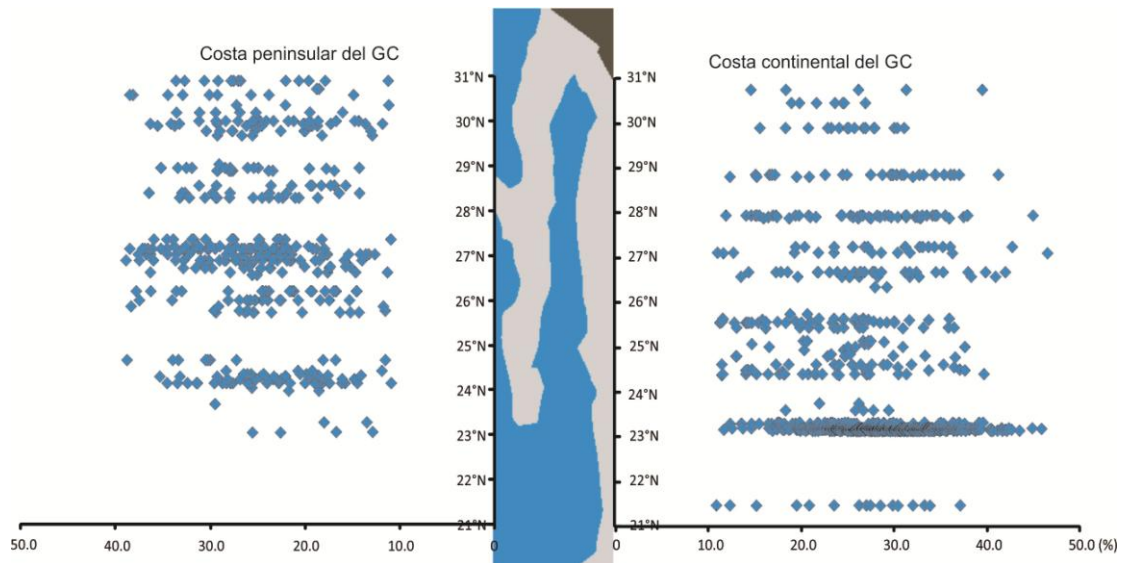 Costa peninsular del GC
Costa continental del GC
31°N 31°N
30°N 30°N
29°N 29°N
28°N 28°N
27°N 27°N
26°N 26°N
25°N 25°N
24°N 24°N
23°N 23°N
22°N 22°N
21°N 21°N
50.0 40.0 30.0 20.0 10.0 0 0 10.0 20.0 30.0 40.0 50.0 (%)